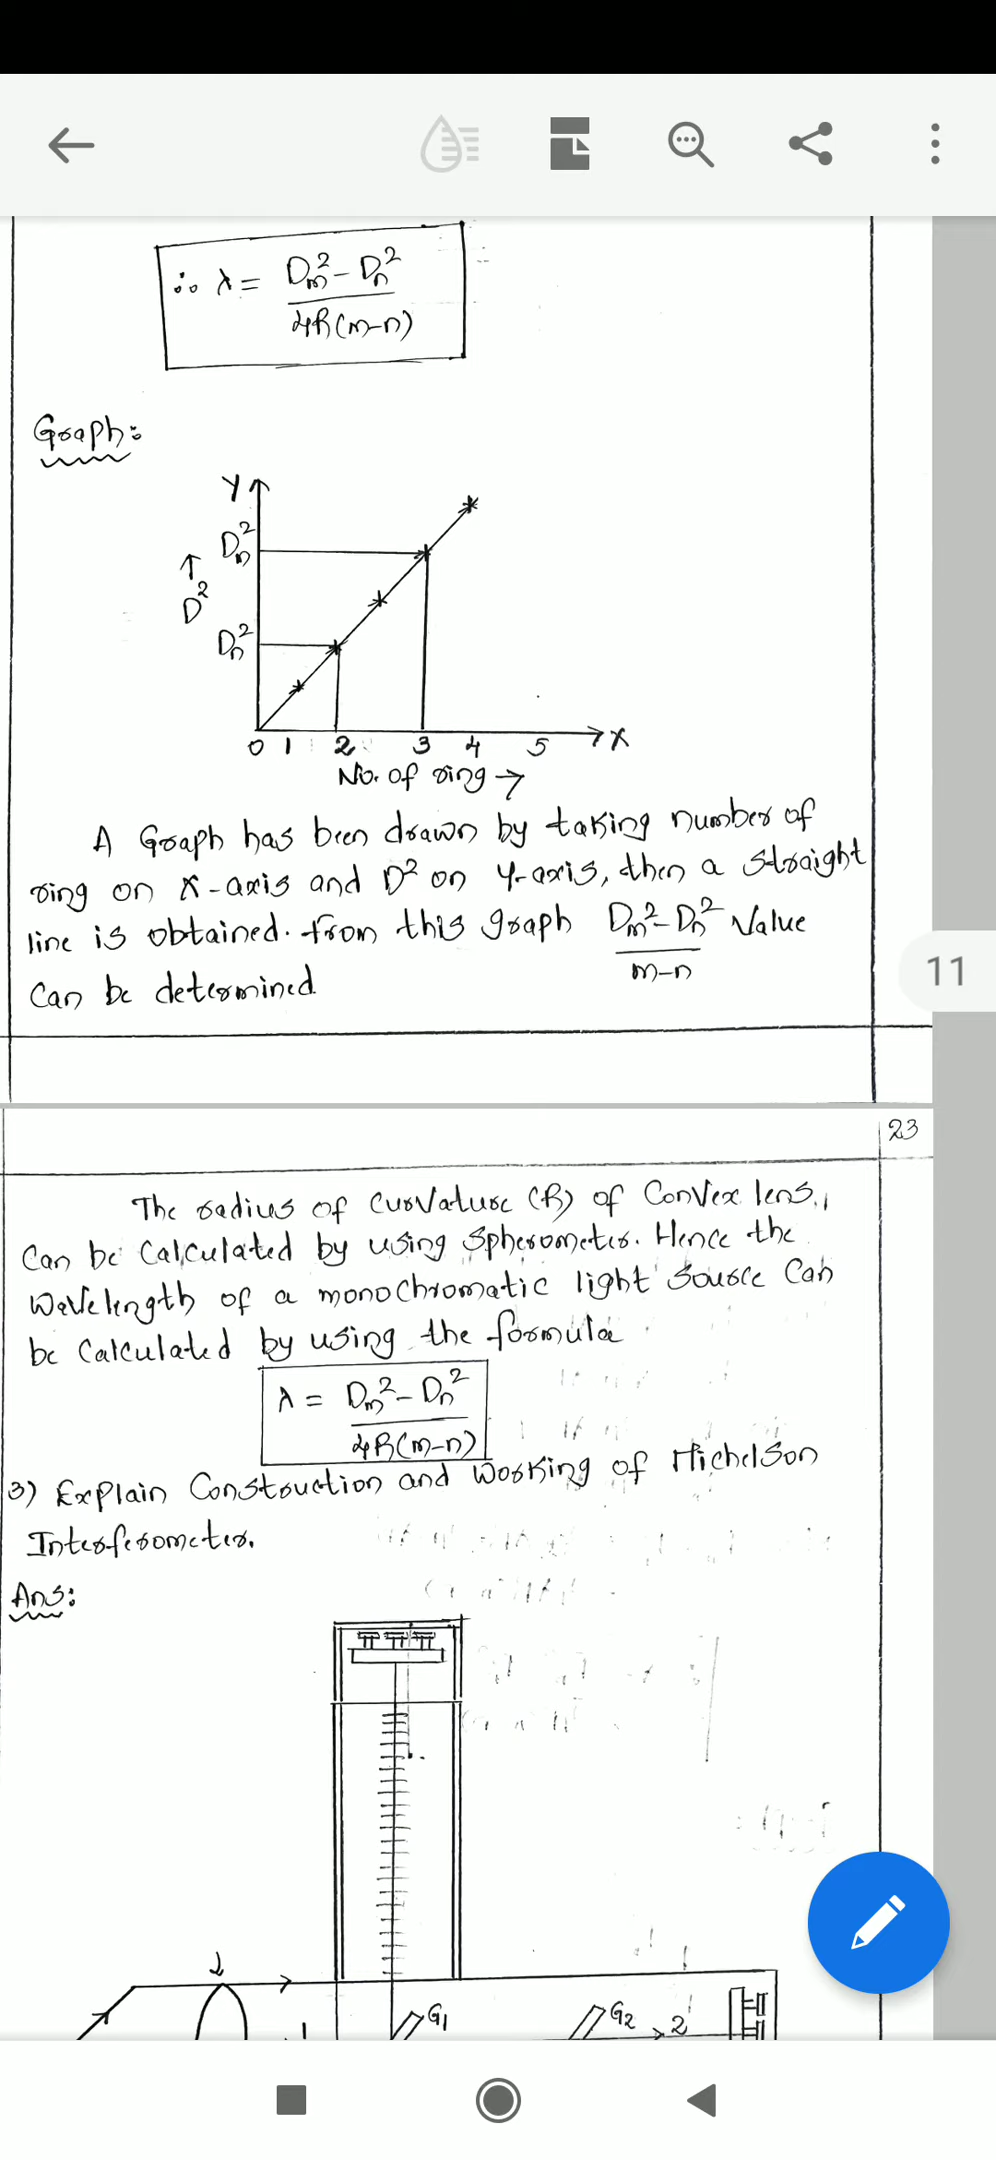 ∴ λ = Dm² - Dn²
4R(m-n)
Graph:
Y
Dm²
D²
Dn²
0 1 2 3 4 5 X
No. of ring →
A Graph has been drawn by taking number of
ring on X-axis and D² on Y-axis, then a straight
line is obtained. from this graph Dm² - Dn² Value
m-n
Can be determined
11
23
The radius of Curvature (R) of Convex lens,
Can be Calculated by using Spherometer. Hence the
Wavelength of a monochromatic light source Can
be Calculated by using the formula
λ = Dm² - Dn²
4R(m-n)
3) Explain Construction and Working of Michelson
Interferometer.
Ans:
G1
G2
2